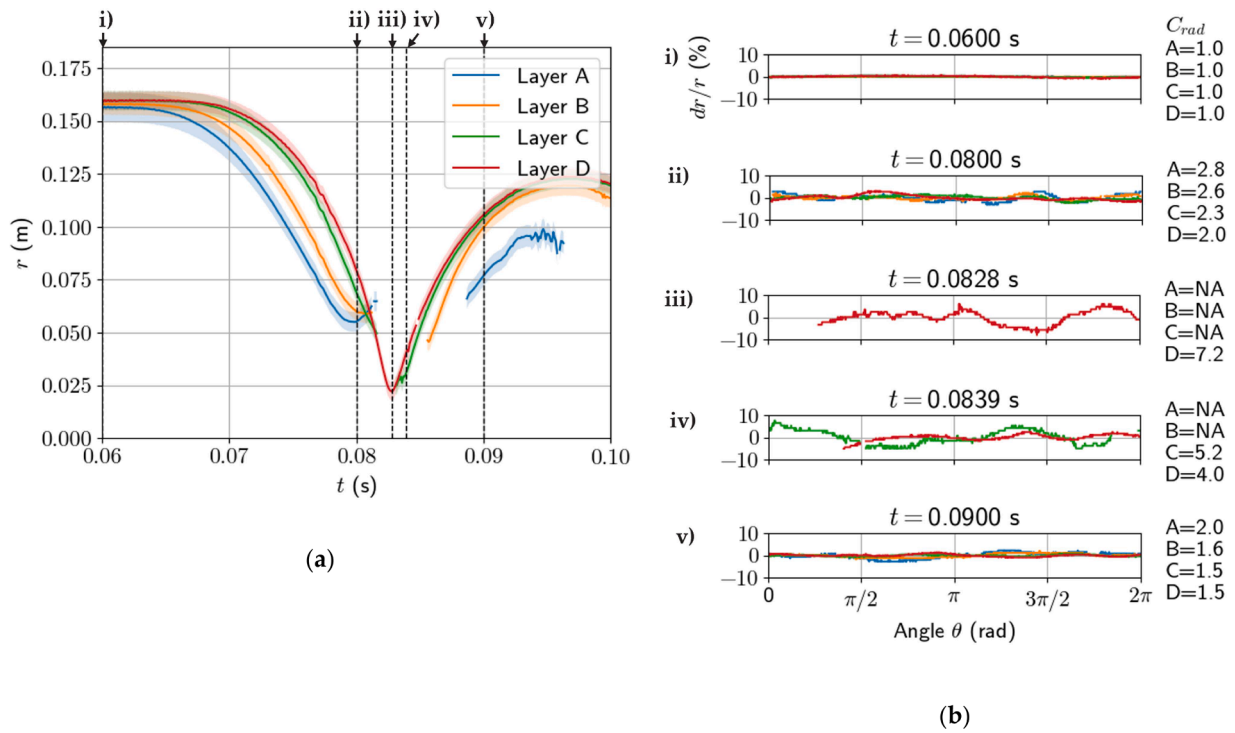 i)
ii) iii) iv)
v)
0.175
0.150
0.125
0.100
0.075
0.050
0.025
0.000
r (m)
Layer A
Layer B
Layer C
Layer D
0.06 0.07 0.08 0.09 0.10
t (s)
(a)
dr/r (%)
i)
t = 0.0600 s
10
0
−10
C_rad
A=1.0
B=1.0
C=1.0
D=1.0
ii)
t = 0.0800 s
10
0
−10
A=2.8
B=2.6
C=2.3
D=2.0
iii)
t = 0.0828 s
10
0
−10
A=NA
B=NA
C=NA
D=7.2
iv)
t = 0.0839 s
10
0
−10
A=NA
B=NA
C=5.2
D=4.0
v)
t = 0.0900 s
10
0
−10
A=2.0
B=1.6
C=1.5
D=1.5
0 π/2 π 3π/2 2π
Angle θ (rad)
(b)